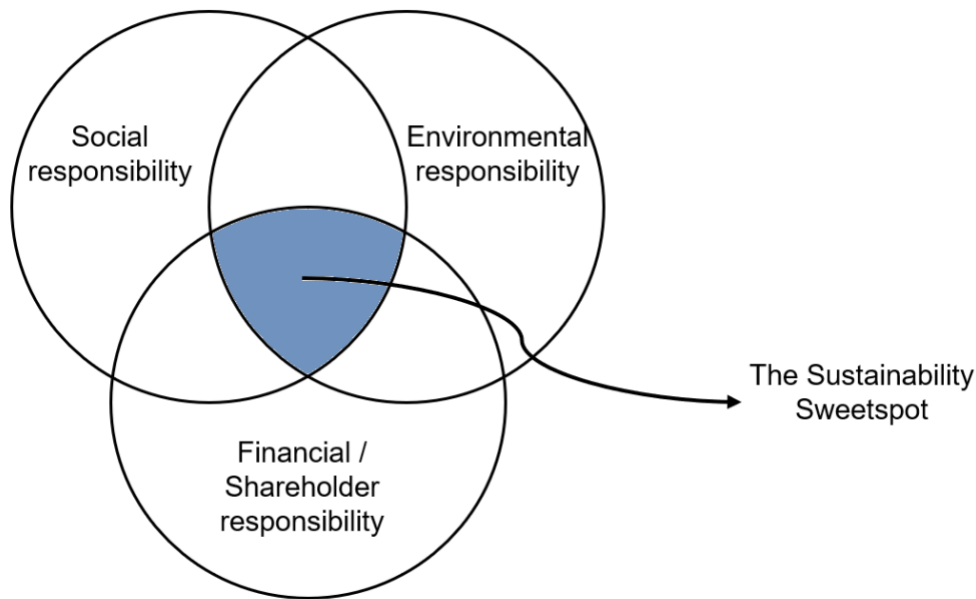 Social
responsibility
Environmental
responsibility
Financial /
Shareholder
responsibility
The Sustainability
Sweetspot